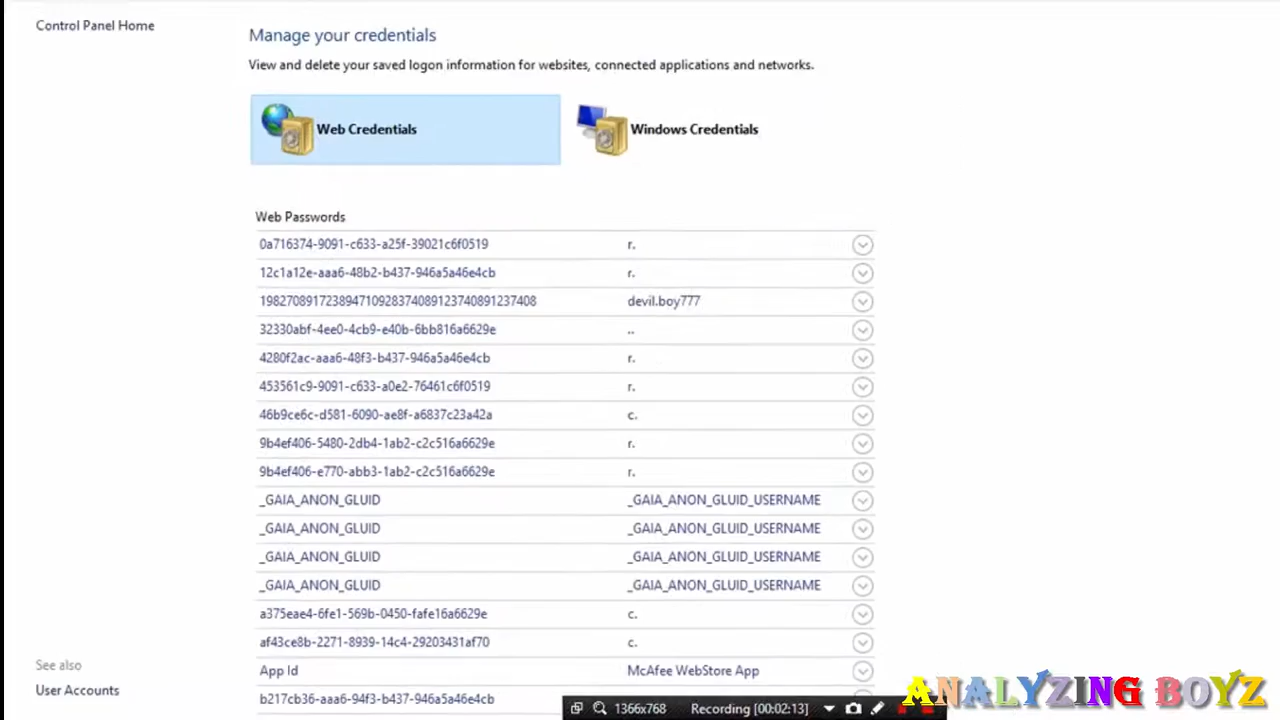 Control Panel Home
Manage your credentials
View and delete your saved logon information for websites, connected applications and networks.
Web Credentials
Windows Credentials
Web Passwords
0a716374-9091-c633-a25f-39021c6f0519 r.
12c1a12e-aaa6-48b2-b437-946a5a46e4cb r.
198270891723894710928374089123740891237408 devil.boy777
32330abf-4ee0-4cb9-e40b-6bb816a6629e ..
4280f2ac-aaa6-48f3-b437-946a5a46e4cb r.
453561c9-9091-c633-a0e2-76461c6f0519 r.
46b9ce6c-d581-6090-ae8f-a6837c23a42a c.
9b4ef406-5480-2db4-1ab2-c2c516a6629e r.
9b4ef406-e770-abb3-1ab2-c2c516a6629e r.
_GAIA_ANON_GLUID _GAIA_ANON_GLUID_USERNAME
_GAIA_ANON_GLUID _GAIA_ANON_GLUID_USERNAME
_GAIA_ANON_GLUID _GAIA_ANON_GLUID_USERNAME
_GAIA_ANON_GLUID _GAIA_ANON_GLUID_USERNAME
a375eae4-6fe1-569b-0450-fafe16a6629e c.
af43ce8b-2271-8939-14c4-29203431af70 c.
App Id McAfee WebStore App
b217cb36-aaa6-94f3-b437-946a5a46e4cb
See also
User Accounts
1366x768 Recording [00:02:13]
ANALYZING BOYZ